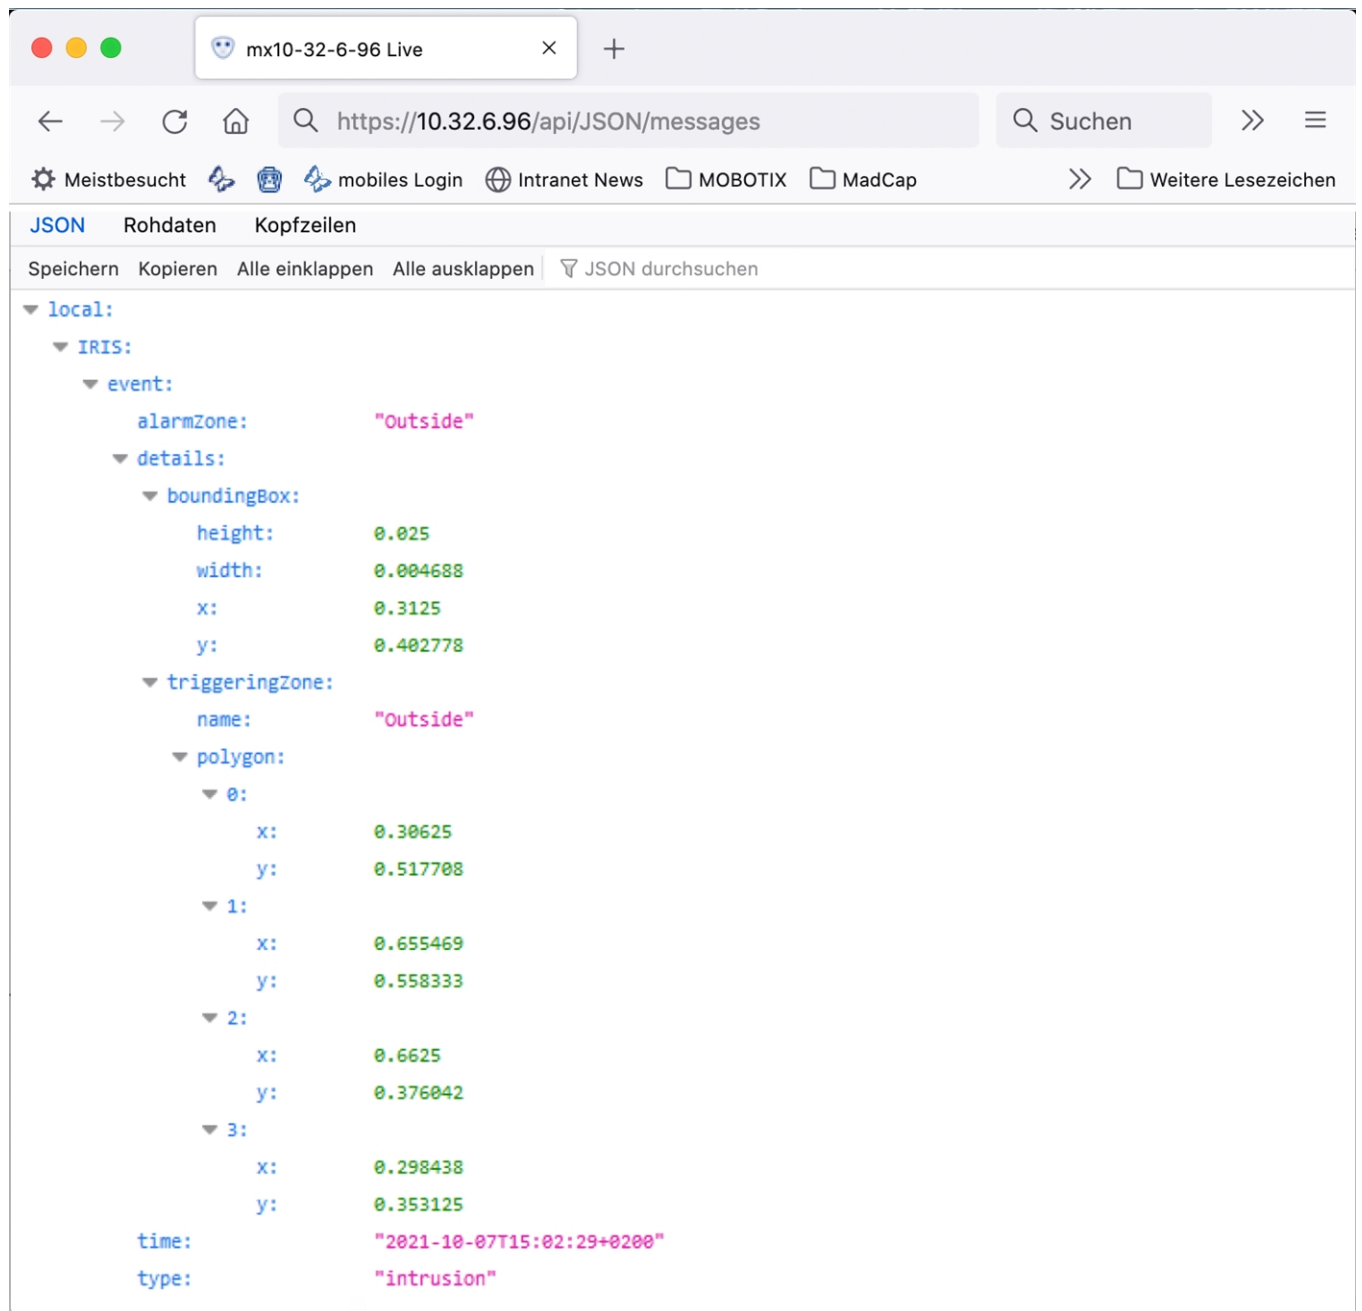 mx10-32-6-96 Live
https://10.32.6.96/api/JSON/messages Suchen
Meistbesucht mobiles Login Intranet News MOBOTIX MadCap Weitere Lesezeichen
JSON Rohdaten Kopfzeilen
Speichern Kopieren Alle einklappen Alle ausklappen JSON durchsuchen
local:
IRIS:
event:
alarmZone: "Outside"
details:
boundingBox:
height: 0.025
width: 0.004688
x: 0.3125
y: 0.402778
triggeringZone:
name: "Outside"
polygon:
0:
x: 0.30625
y: 0.517708
1:
x: 0.655469
y: 0.558333
2:
x: 0.6625
y: 0.376042
3:
x: 0.298438
y: 0.353125
time: "2021-10-07T15:02:29+0200"
type: "intrusion"